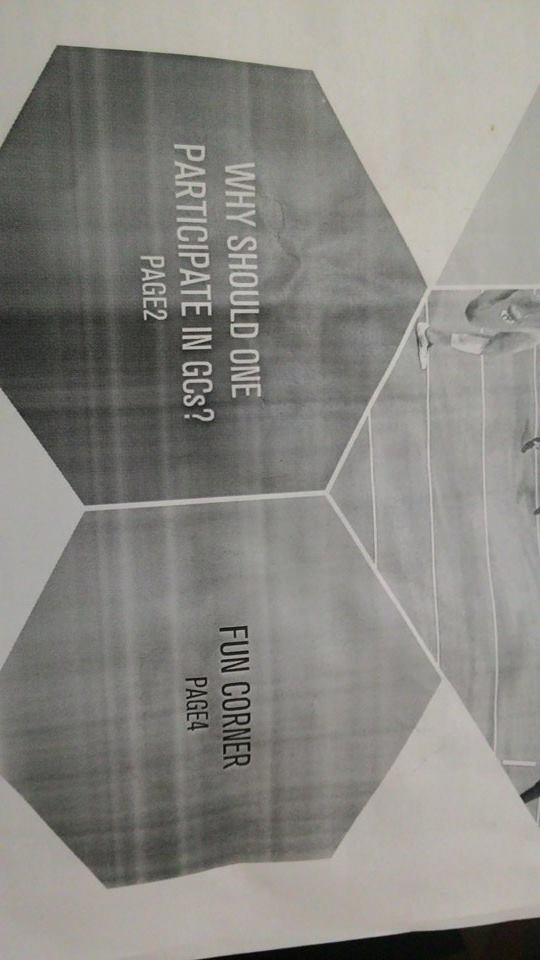 WHY SHOULD ONE
PARTICIPATE IN GCs?
PAGE2
FUN CORNER
PAGE4